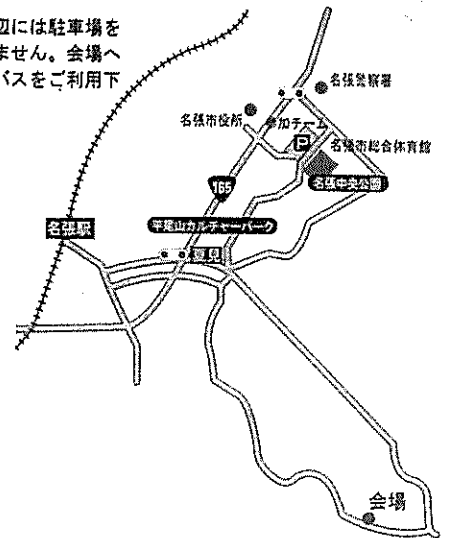 辺には駐車場を
ません。会場へ
バスをご利用下
名張警察署
名張市役所
参加チーム
P
名張市総合体育館
名張中央公園
165
名張駅
平尾山カルチャーパーク
夏見
会場